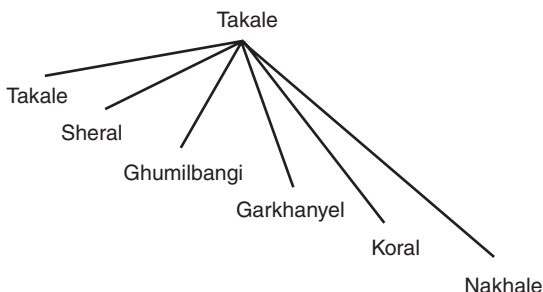 Takale
Takale
Sheral
Ghumilbangi
Garkhanyel
Koral
Nakhale